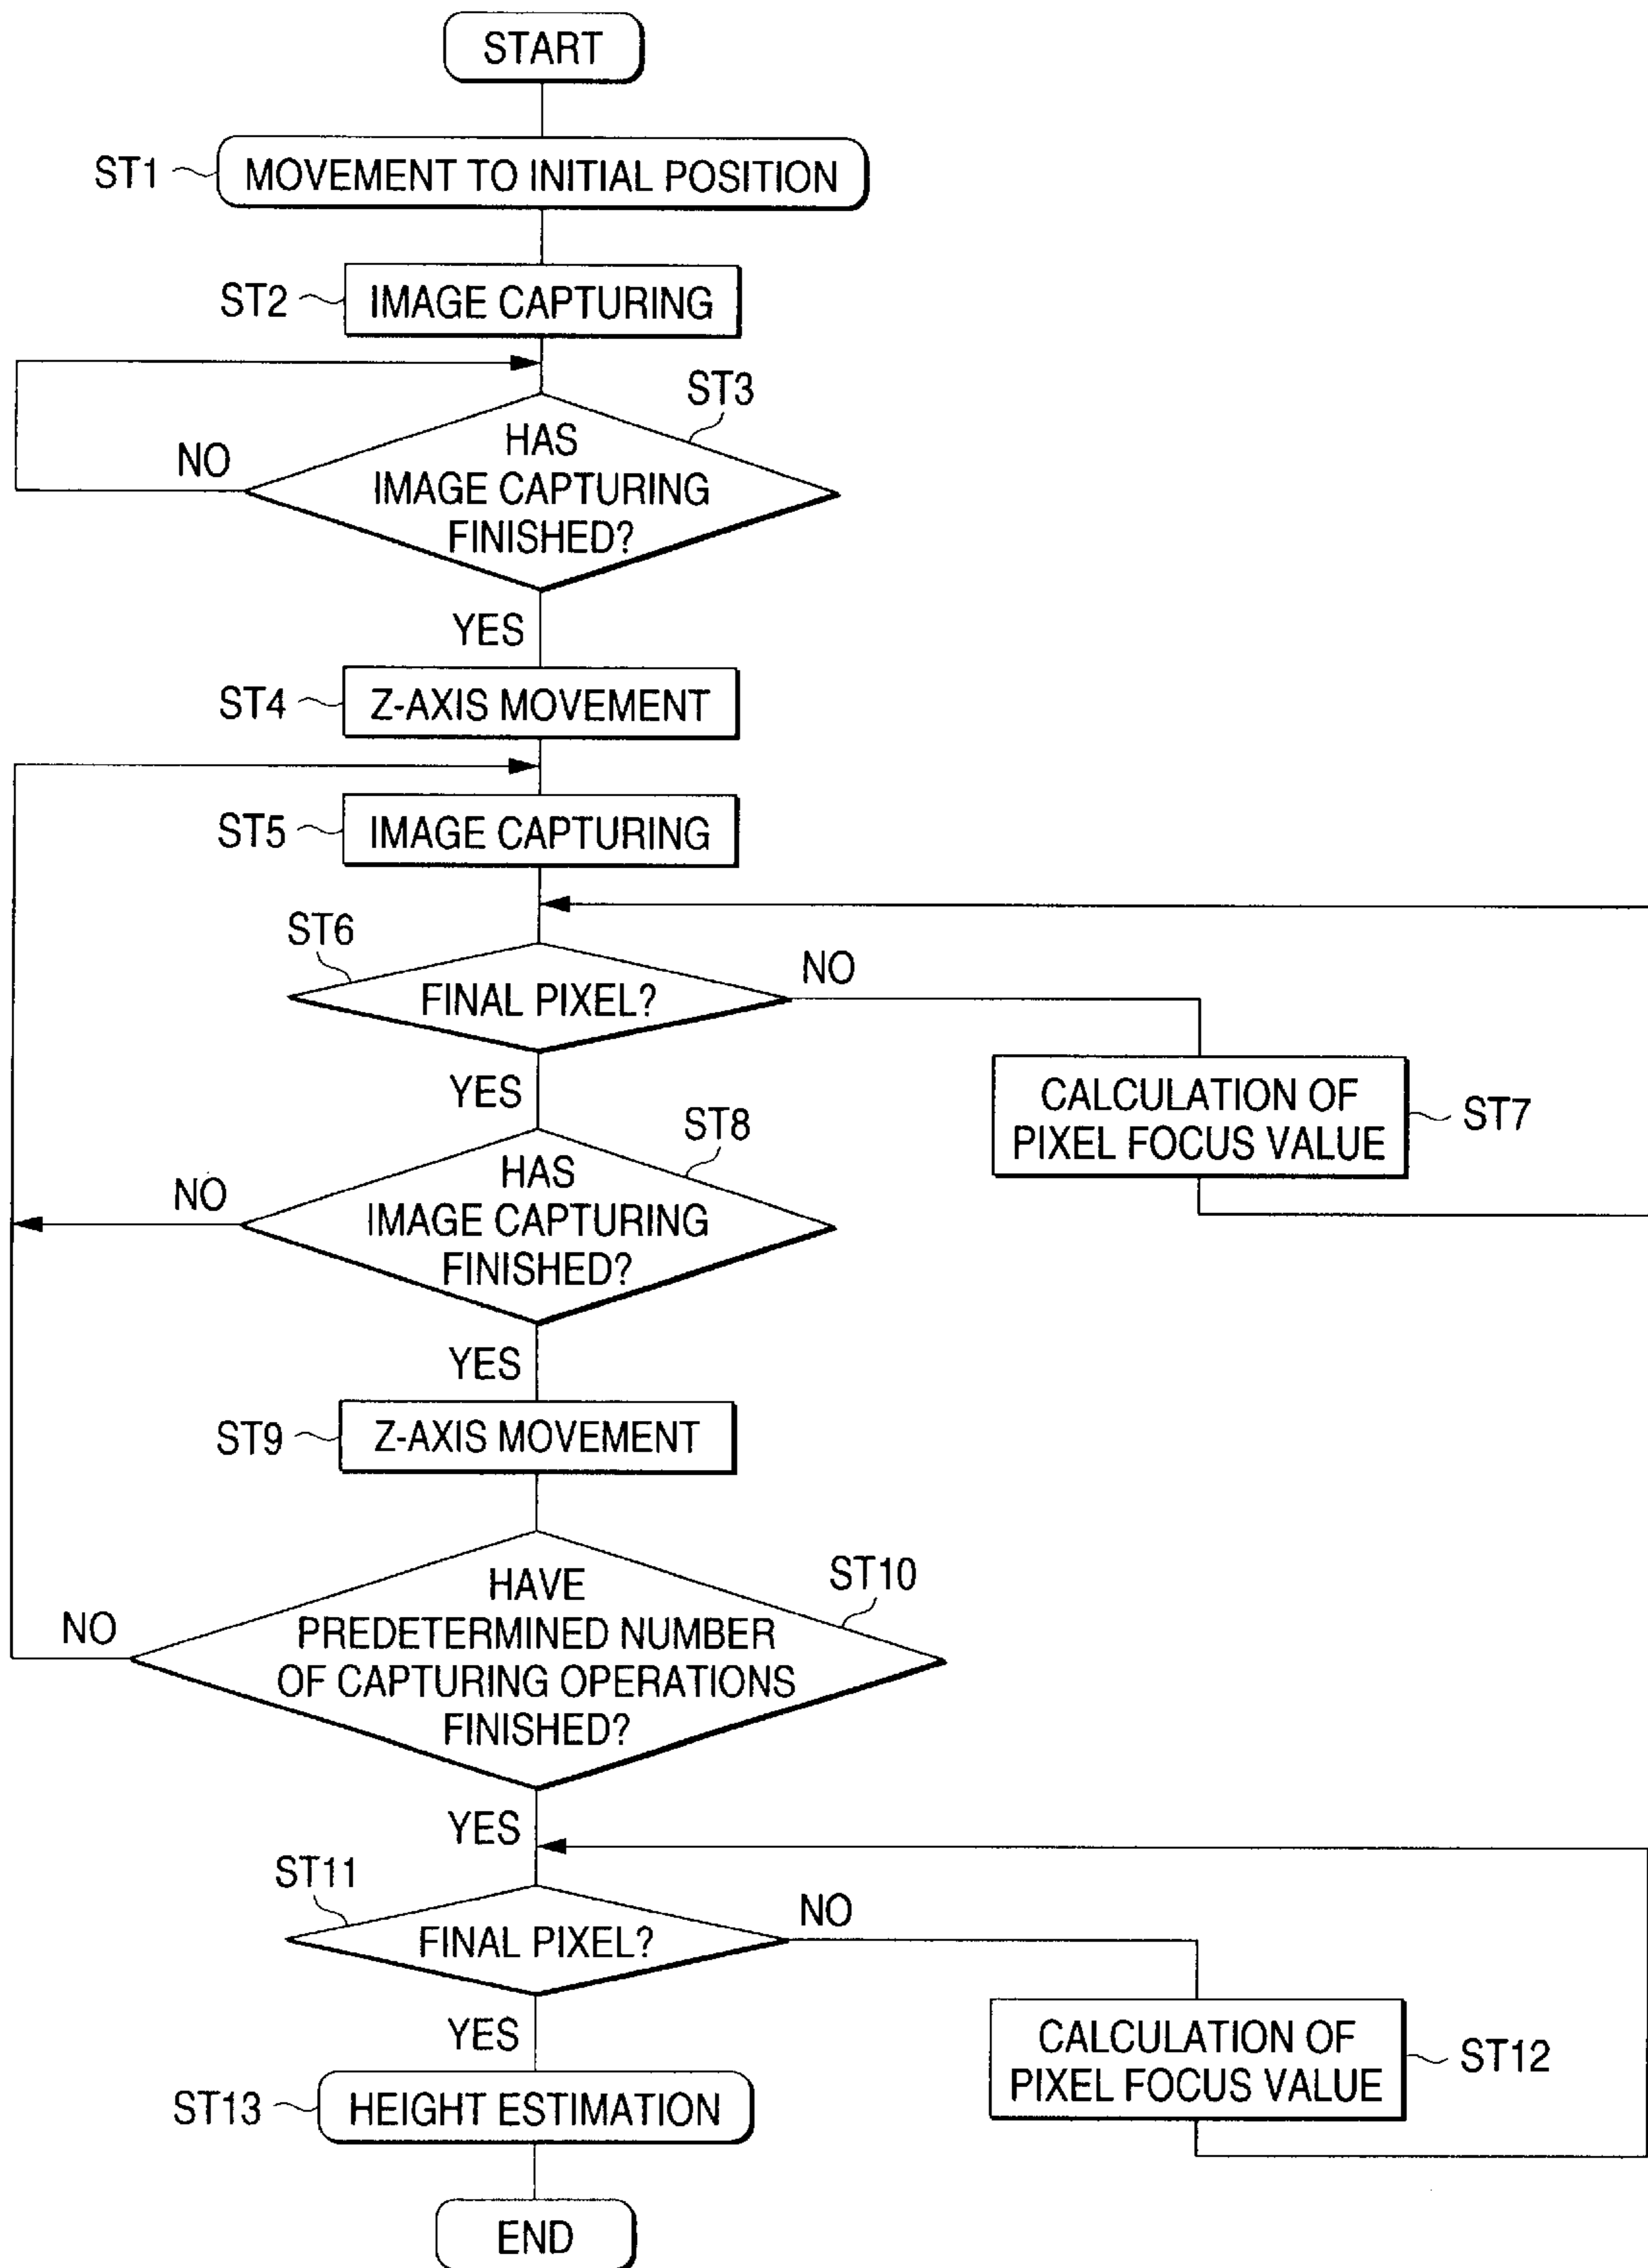 START
ST1
MOVEMENT TO INITIAL POSITION
ST2
IMAGE CAPTURING
ST3
HAS
IMAGE CAPTURING
FINISHED?
NO
YES
ST4
Z-AXIS MOVEMENT
ST5
IMAGE CAPTURING
ST6
FINAL PIXEL?
NO
YES
CALCULATION OF
PIXEL FOCUS VALUE
ST7
ST8
HAS
IMAGE CAPTURING
FINISHED?
NO
YES
ST9
Z-AXIS MOVEMENT
ST10
HAVE
PREDETERMINED NUMBER
OF CAPTURING OPERATIONS
FINISHED?
NO
YES
ST11
FINAL PIXEL?
NO
YES
CALCULATION OF
PIXEL FOCUS VALUE
ST12
ST13
HEIGHT ESTIMATION
END